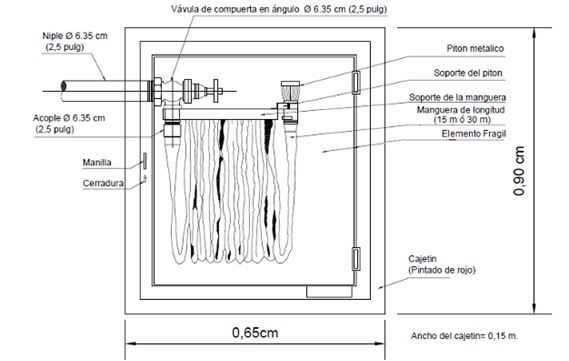 Vávula de compuerta en ángulo Ø 6.35 cm (2,5 pulg)
Niple Ø 6.35 cm
(2,5 pulg)
Piton metalico
Soporte del piton
Soporte de la manguera
Manguera de longitud
(15 m ó 30 m)
Elemento Fragil
Acople Ø 6.35 cm
(2,5 pulg)
Manilla
Cerradura
0,90 cm
Cajetin
(Pintado de rojo)
0,65cm
Ancho del cajetin= 0,15 m.